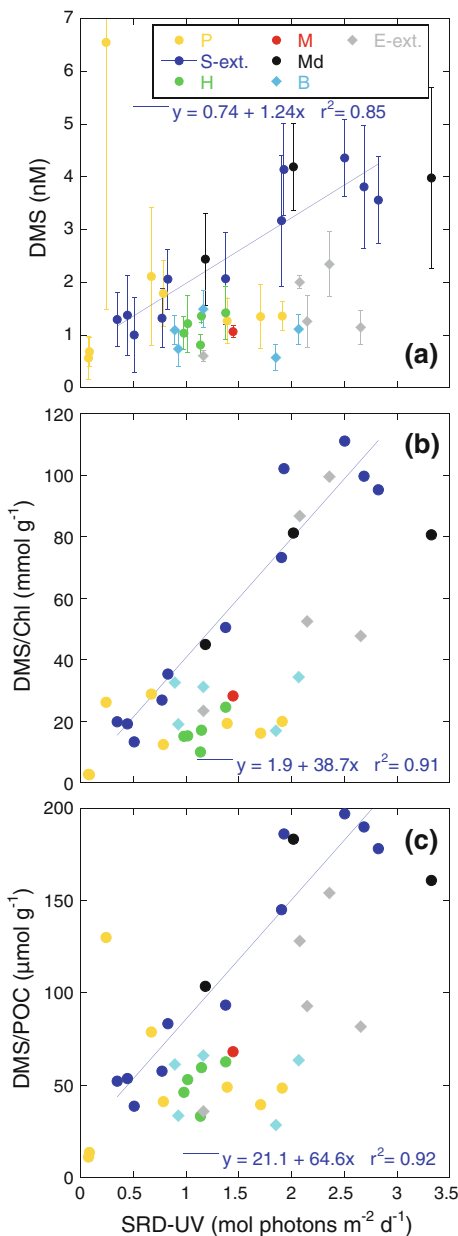 P M E-ext.
S-ext. Md
H B
y = 0.74 + 1.24x r² = 0.85
7
6
5
4
3
2
1
0
DMS (nM)
(a)
(b)
120
100
80
60
40
20
0
DMS/Chl (mmol g⁻¹)
y = 1.9 + 38.7x r² = 0.91
200
150
100
50
0
DMS/POC (µmol g⁻¹)
(c)
y = 21.1 + 64.6x r² = 0.92
0 0.5 1 1.5 2 2.5 3 3.5
SRD-UV (mol photons m⁻² d⁻¹)